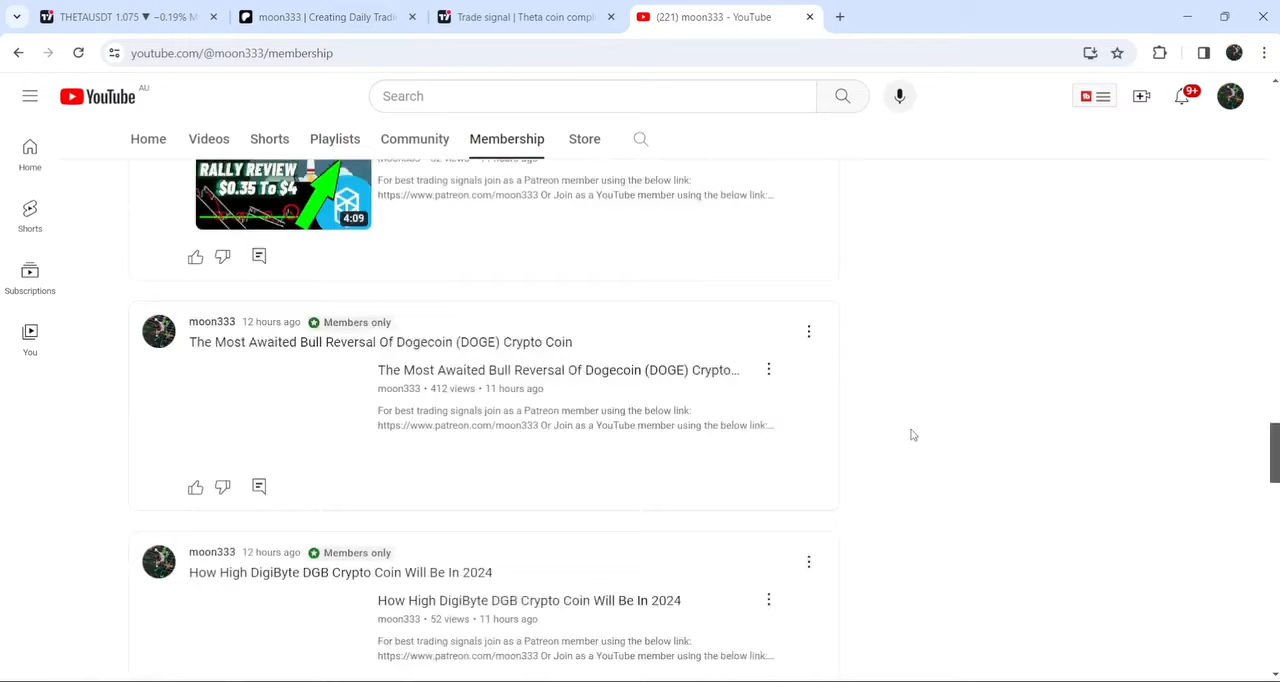 THETAUSDT 1.075 ▼ −0.19%
moon333 | Creating Daily Tradi
Tradesignal | Theta coin compl
(221) moon333 - YouTube
youtube.com/@moon333/membership
YouTube AU
Search
9+
Home Videos Shorts Playlists Community Membership Store
Home
Shorts
Subscriptions
You
RALLY REVIEW
$0.35 To $4
4:09
For best trading signals join as a Patreon member using the below link:
https://www.patreon.com/moon333 Or Join as a YouTube member using the below link:...
moon333 12 hours ago Members only
The Most Awaited Bull Reversal Of Dogecoin (DOGE) Crypto Coin
The Most Awaited Bull Reversal Of Dogecoin (DOGE) Crypto...
moon333 • 412 views • 11 hours ago
For best trading signals join as a Patreon member using the below link:
https://www.patreon.com/moon333 Or Join as a YouTube member using the below link:...
moon333 12 hours ago Members only
How High DigiByte DGB Crypto Coin Will Be In 2024
How High DigiByte DGB Crypto Coin Will Be In 2024
moon333 • 52 views • 11 hours ago
For best trading signals join as a Patreon member using the below link:
https://www.patreon.com/moon333 Or Join as a YouTube member using the below link:...